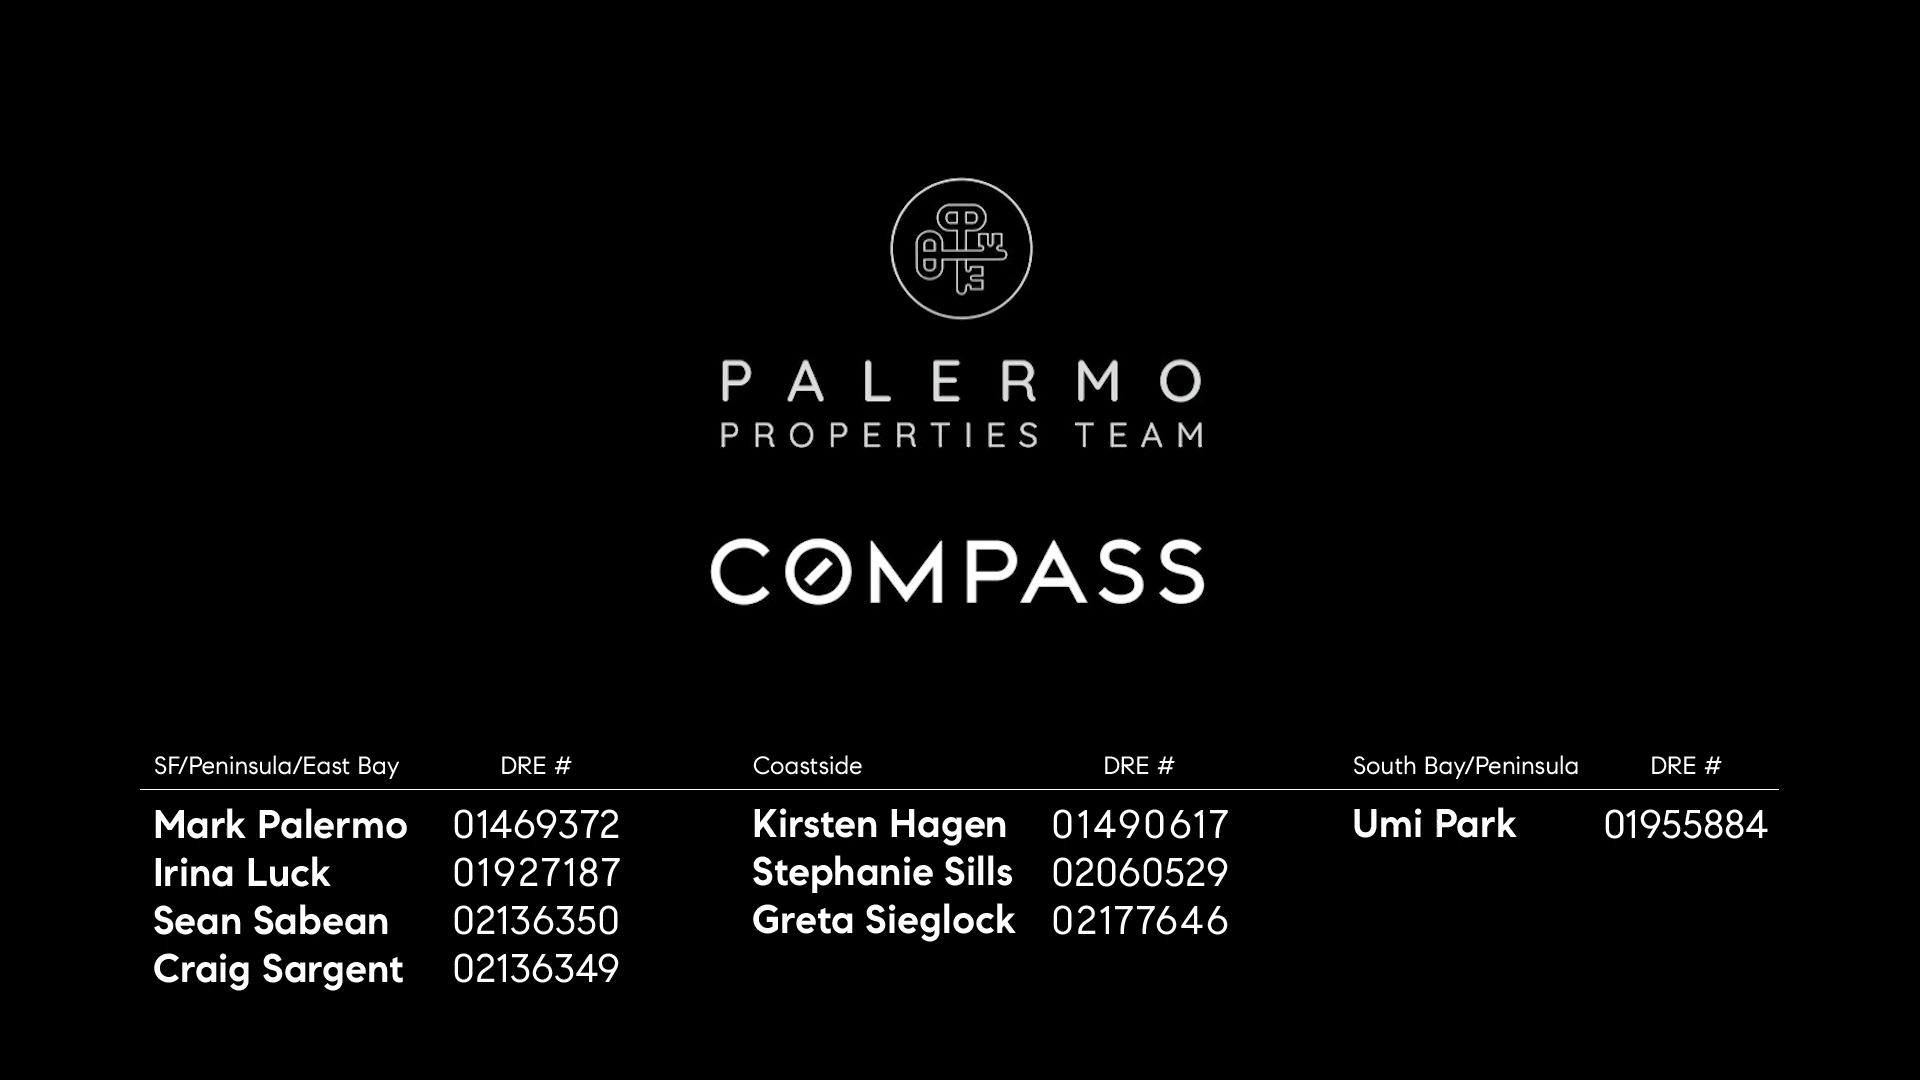 PALERMO
PROPERTIES TEAM
COMPASS
SF/Peninsula/East Bay DRE # Coastside DRE # South Bay/Peninsula DRE #
Mark Palermo 01469372 Kirsten Hagen 01490617 Umi Park 01955884
Irina Luck 01927187 Stephanie Sills 02060529
Sean Sabean 02136350 Greta Sieglock 02177646
Craig Sargent 02136349